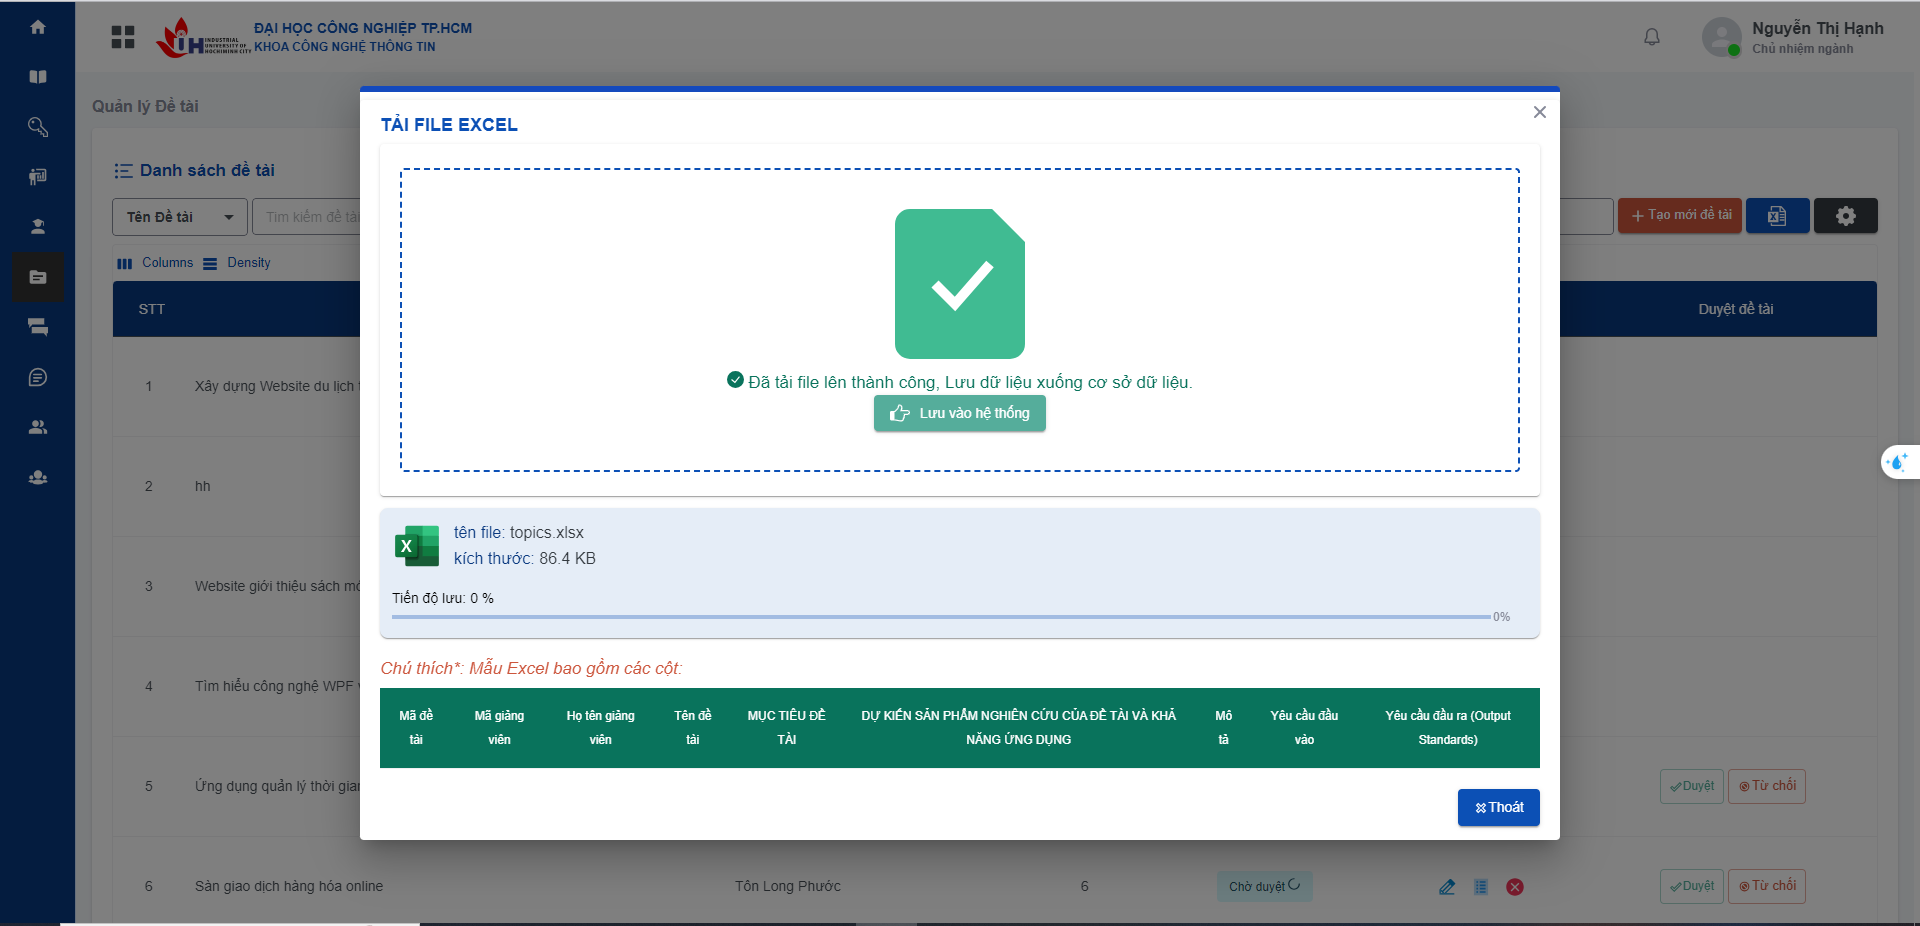 INDUSTRIAL
UNIVERSITY OF
HOCHIMINH CITY
ĐẠI HỌC CÔNG NGHIỆP TP.HCM
KHOA CÔNG NGHỆ THÔNG TIN
Nguyễn Thị Hạnh
Chủ nhiệm ngành
Quản lý Đề tài
TẢI FILE EXCEL
Danh sách đề tài
Tên Đề tài
Tìm kiếm đề tài
Tạo mới đề tài
Columns
Density
STT
Duyệt đề tài
1
Xây dựng Website du lịch
Đã tải file lên thành công, Lưu dữ liệu xuống cơ sở dữ liệu.
Lưu vào hệ thống
2
hh
tên file: topics.xlsx
kích thước: 86.4 KB
3
Website giới thiệu sách
Tiến độ lưu: 0 %
0%
Chú thích*: Mẫu Excel bao gồm các cột:
4
Tìm hiểu công nghệ WPF
Mã đề tài
Mã giảng viên
Họ tên giảng viên
Tên đề tài
MỤC TIÊU ĐỀ TÀI
DỰ KIẾN SẢN PHẨM NGHIÊN CỨU CỦA ĐỀ TÀI VÀ KHẢ NĂNG ỨNG DỤNG
Mô tả
Yêu cầu đầu vào
Yêu cầu đầu ra (Output Standards)
5
Ứng dụng quản lý thời
Duyệt
Từ chối
Thoát
6
Sàn giao dịch hàng hóa online
Tôn Long Phước
6
Chờ duyệt
Duyệt
Từ chối